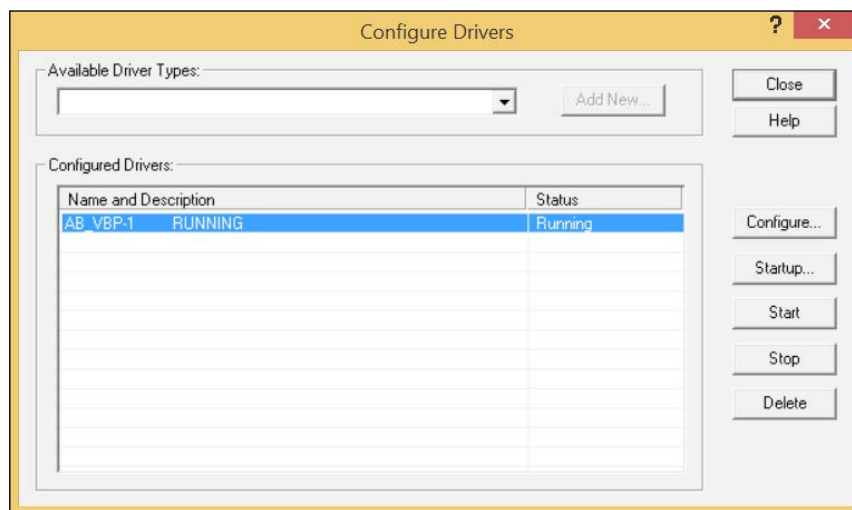 Configure Drivers
?
×
Available Driver Types:
Add New...
Close
Help
Configured Drivers:
Name and Description Status
AB_VBP-1 RUNNING Running
Configure...
Startup...
Start
Stop
Delete